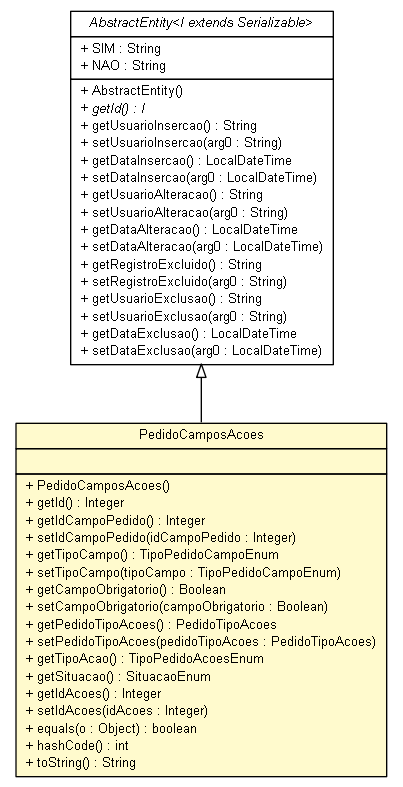 AbstractEntity<I extends Serializable>
+ SIM : String
+ NAO : String
+ AbstractEntity()
+ getId() : I
+ getUsuarioInsercao() : String
+ setUsuarioInsercao(arg0 : String)
+ getDataInsercao() : LocalDateTime
+ setDataInsercao(arg0 : LocalDateTime)
+ getUsuarioAlteracao() : String
+ setUsuarioAlteracao(arg0 : String)
+ getDataAlteracao() : LocalDateTime
+ setDataAlteracao(arg0 : LocalDateTime)
+ getRegistroExcluido() : String
+ setRegistroExcluido(arg0 : String)
+ getUsuarioExclusao() : String
+ setUsuarioExclusao(arg0 : String)
+ getDataExclusao() : LocalDateTime
+ setDataExclusao(arg0 : LocalDateTime)
PedidoCamposAcoes
+ PedidoCamposAcoes()
+ getId() : Integer
+ getIdCampoPedido() : Integer
+ setIdCampoPedido(idCampoPedido : Integer)
+ getTipoCampo() : TipoPedidoCampoEnum
+ setTipoCampo(tipoCampo : TipoPedidoCampoEnum)
+ getCampoObrigatorio() : Boolean
+ setCampoObrigatorio(campoObrigatorio : Boolean)
+ getPedidoTipoAcoes() : PedidoTipoAcoes
+ setPedidoTipoAcoes(pedidoTipoAcoes : PedidoTipoAcoes)
+ getTipoAcao() : TipoPedidoAcoesEnum
+ getSituacao() : SituacaoEnum
+ getIdAcoes() : Integer
+ setIdAcoes(idAcoes : Integer)
+ equals(o : Object) : boolean
+ hashCode() : int
+ toString() : String